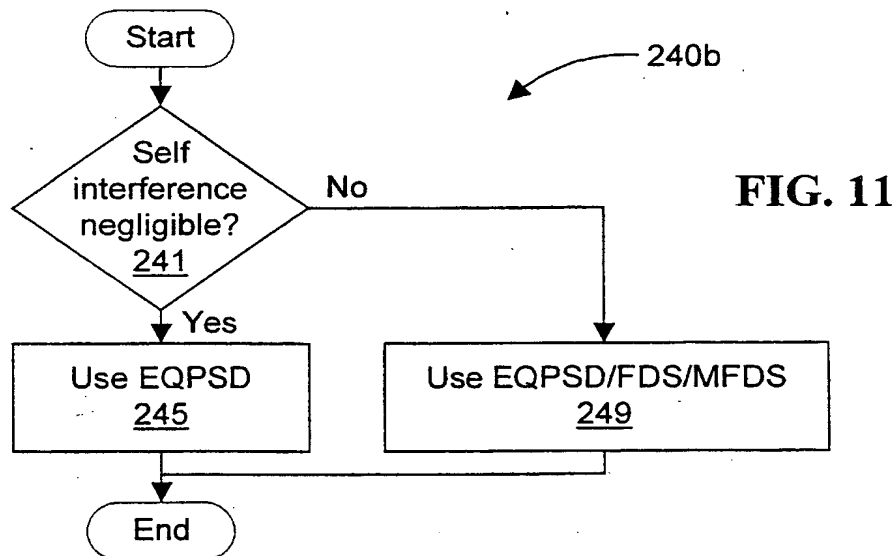 Start
240b
Self
interference
negligible?
241
No
FIG. 11
Yes
Use EQPSD
245
Use EQPSD/FDS/MFDS
249
End